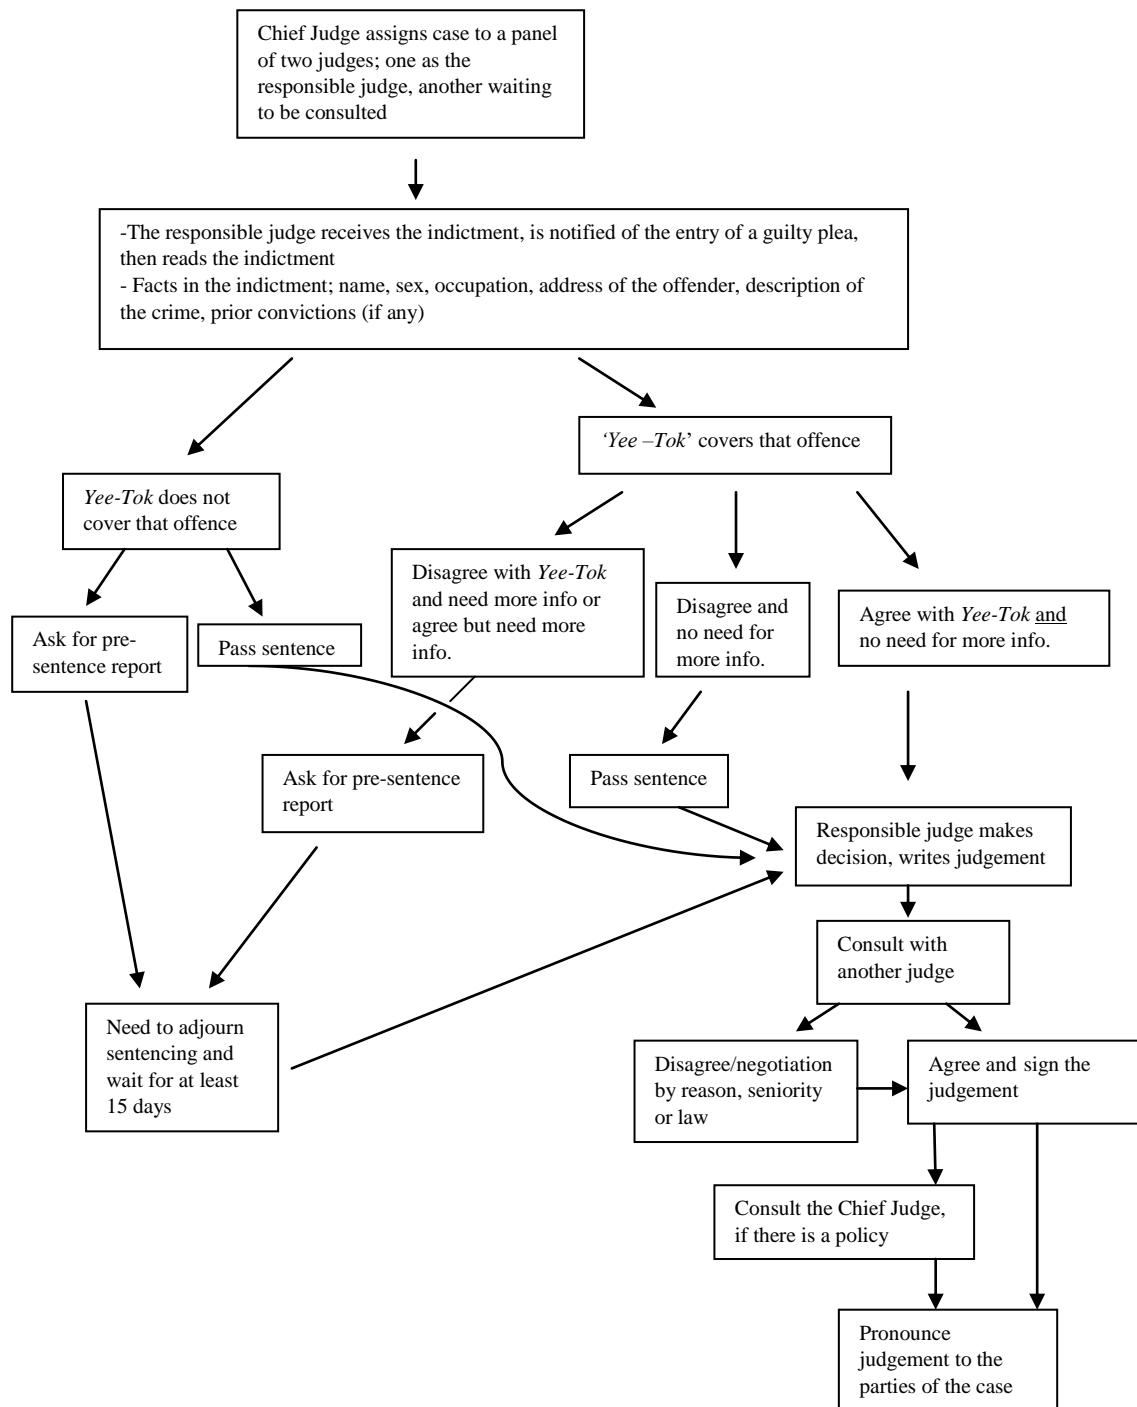 Chief Judge assigns case to a panel
of two judges; one as the
responsible judge, another waiting
to be consulted
-The responsible judge receives the indictment, is notified of the entry of a guilty plea,
then reads the indictment
- Facts in the indictment; name, sex, occupation, address of the offender, description of
the crime, prior convictions (if any)
‘Yee –Tok’ covers that offence
Yee-Tok does not
cover that offence
Disagree with Yee-Tok
and need more info or
agree but need more
info.
Disagree and
no need for
more info.
Agree with Yee-Tok and
no need for more info.
Ask for pre-
sentence report
Pass sentence
Ask for pre-sentence
report
Pass sentence
Responsible judge makes
decision, writes judgement
Consult with
another judge
Need to adjourn
sentencing and
wait for at least
15 days
Disagree/negotiation
by reason, seniority
or law
Agree and sign the
judgement
Consult the Chief Judge,
if there is a policy
Pronounce
judgement to the
parties of the case